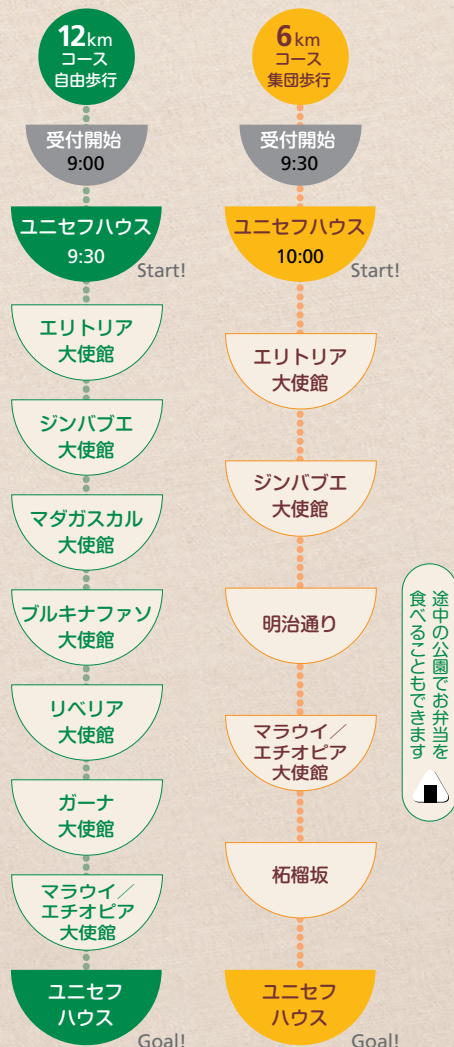 12km
コース
自由歩行
受付開始
9:00
ユニセフハウス
9:30
Start!
エリトリア
大使館
ジンバブエ
大使館
マダガスカル
大使館
ブルキナファソ
大使館
リベリア
大使館
ガーナ
大使館
マラウイ／
エチオピア
大使館
ユニセフ
ハウス
Goal!
6km
コース
集団歩行
受付開始
9:30
ユニセフハウス
10:00
Start!
エリトリア
大使館
ジンバブエ
大使館
明治通り
マラウイ／
エチオピア
大使館
柘榴坂
ユニセフ
ハウス
Goal!
途中の公園でお弁当を
食べることもできます